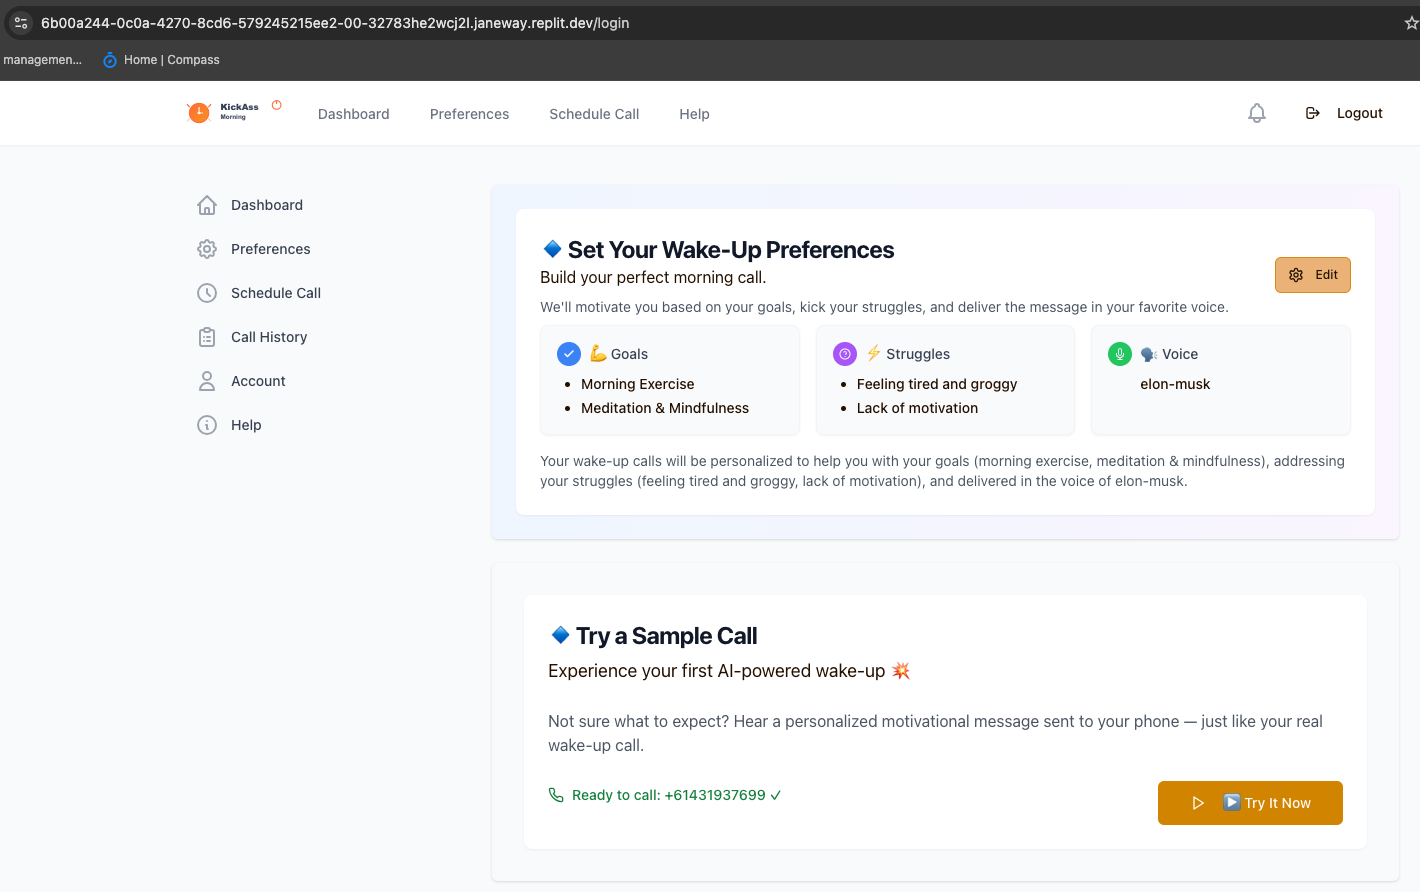 6b00a244-0c0a-4270-8cd6-579245215ee2-00-32783he2wcj2l.janeway.replit.dev/login
managemen... Home | Compass
KickAss
Morning
Dashboard Preferences Schedule Call Help Logout
Dashboard
Preferences
Schedule Call
Call History
Account
Help
Set Your Wake-Up Preferences
Build your perfect morning call.
Edit
We'll motivate you based on your goals, kick your struggles, and deliver the message in your favorite voice.
Goals
Morning Exercise
Meditation & Mindfulness
Struggles
Feeling tired and groggy
Lack of motivation
Voice
elon-musk
Your wake-up calls will be personalized to help you with your goals (morning exercise, meditation & mindfulness), addressing
your struggles (feeling tired and groggy, lack of motivation), and delivered in the voice of elon-musk.
Try a Sample Call
Experience your first AI-powered wake-up 💥
Not sure what to expect? Hear a personalized motivational message sent to your phone — just like your real
wake-up call.
Ready to call: +61431937699 ✓
Try It Now